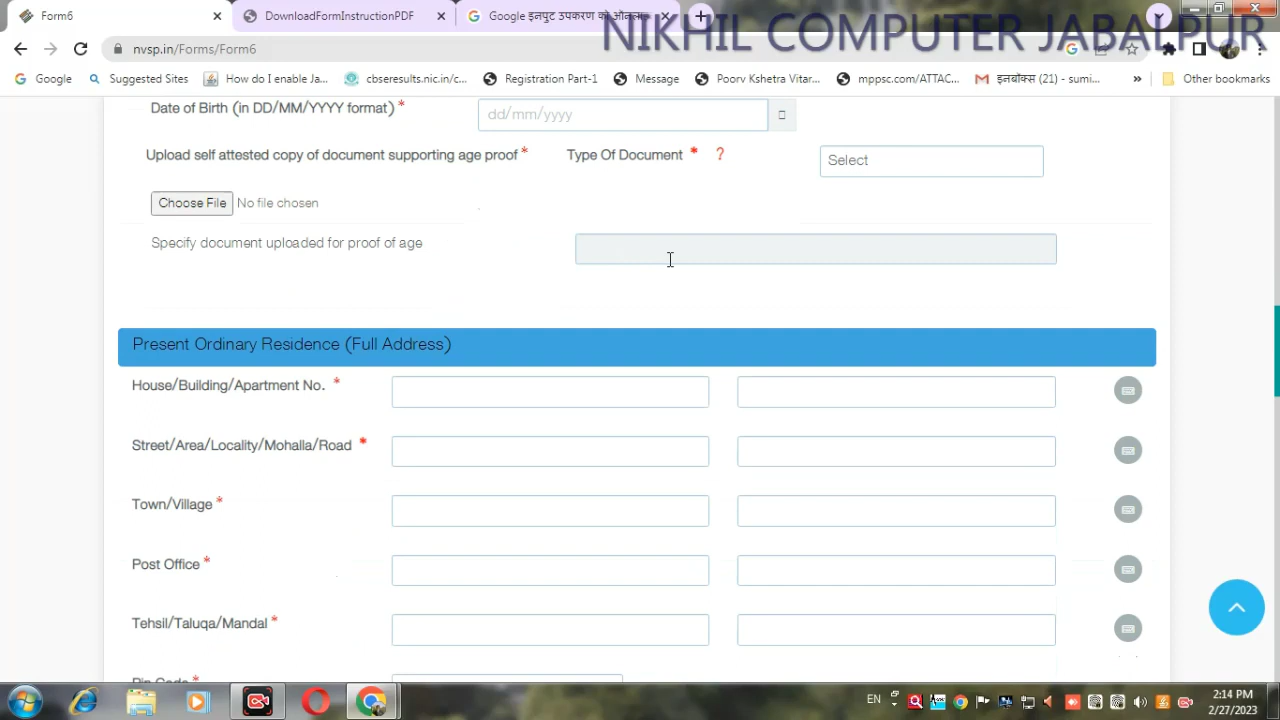 Form6
DownloadFormInstructionPDF
Google इनपुट उपकरण को ऑनला
NIKHIL COMPUTER JABALPUR
nvsp.in/Forms/Form6
Google
Suggested Sites
How do I enable Ja...
cbseresults.nic.in/c...
Registration Part-1
Message
Poorv Kshetra Vitar...
mppsc.com/ATTAC...
इनबॉक्स (21) - sumi...
»
Other bookmarks
Date of Birth (in DD/MM/YYYY format) *
dd/mm/yyyy
Upload self attested copy of document supporting age proof * Type Of Document * ?
Select
Choose File No file chosen
Specify document uploaded for proof of age
Present Ordinary Residence (Full Address)
House/Building/Apartment No. *
Street/Area/Locality/Mohalla/Road *
Town/Village *
Post Office *
Tehsil/Taluqa/Mandal *
Pin Code *
EN
2:14 PM
2/27/2023